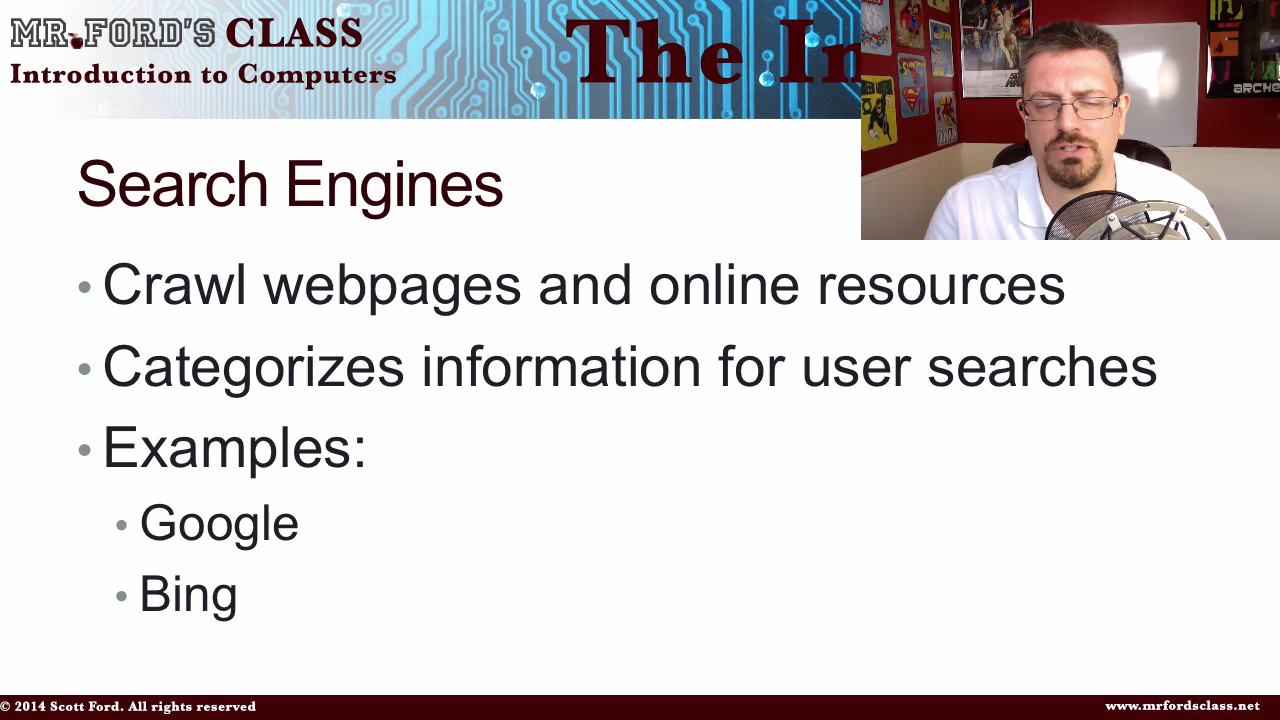 MR. FORD'S CLASS
Introduction to Computers
The In
ARCHE
Search Engines
• Crawl webpages and online resources
• Categorizes information for user searches
• Examples:
• Google
• Bing
© 2014 Scott Ford. All rights reserved
www.mrfordsclass.net